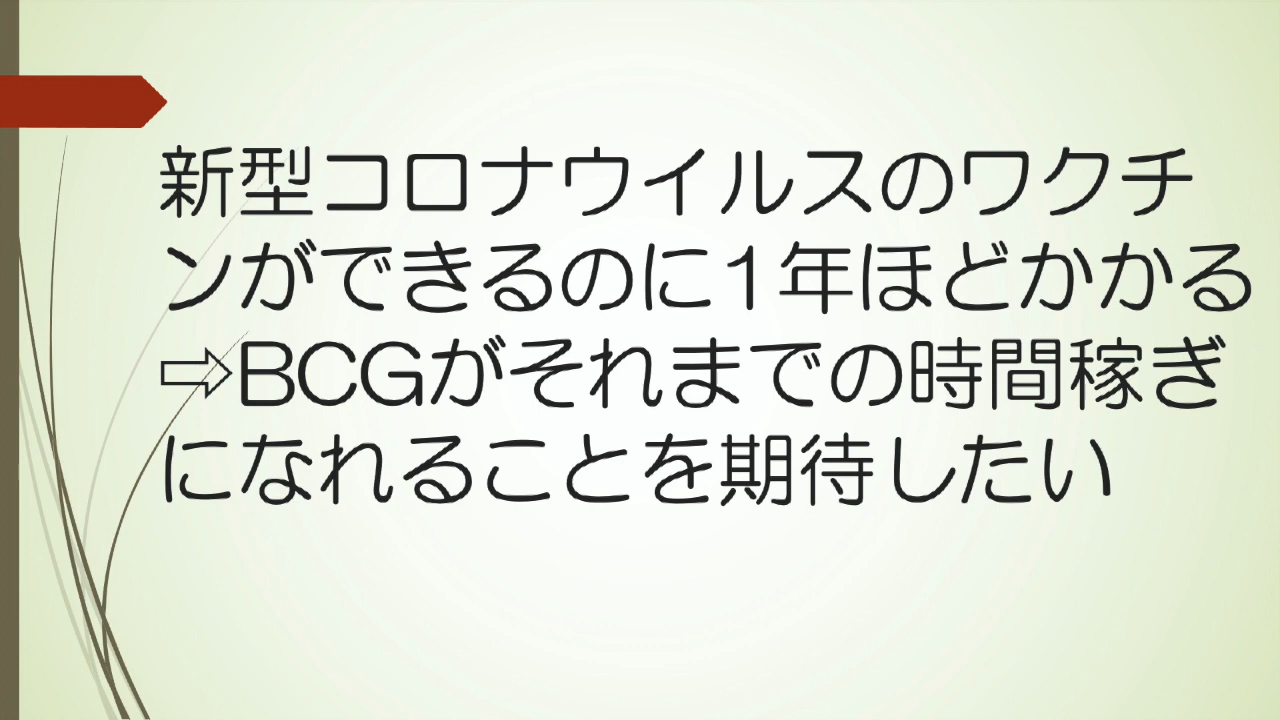 新型コロナウイルスのワクチ
ンができるのに1年ほどかかる
⇨BCGがそれまでの時間稼ぎ
になれることを期待したい